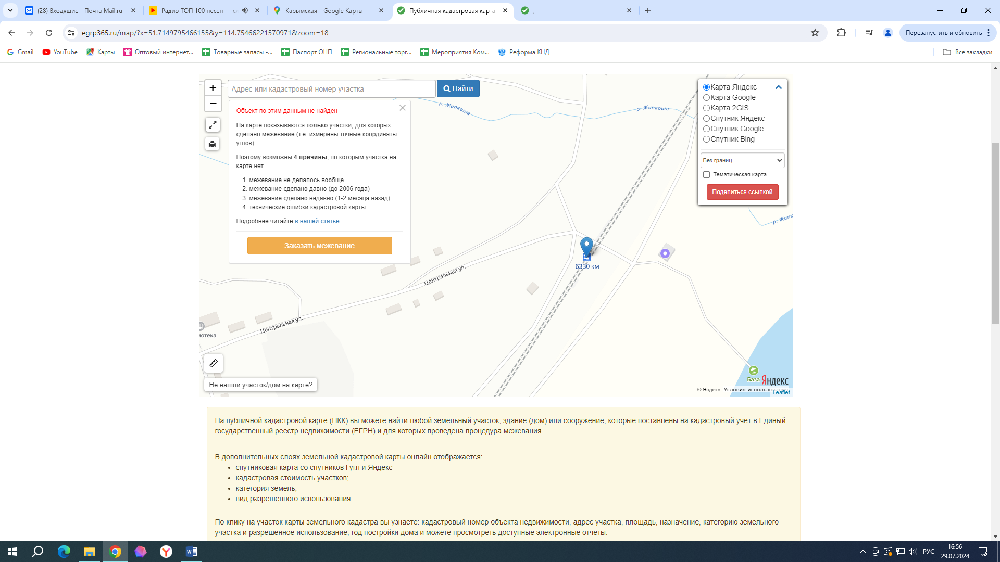 (28) Входящие - Почта Mail.ru
Радио ТОП 100 песен —
Карымская – Google Карты
Публичная кадастровая карта
,
egrp365.ru/map/?x=51.7149795466155&y=114.75466221570971&zoom=18
Перезапустить и обновить
Gmail
YouTube
Карты
Оптовый интернет...
Товарные запасы -...
Паспорт ОНП
Региональные торг...
Мероприятия Ком...
Реформа КНД
Все закладки
+
−
Адрес или кадастровый номер участка
Найти
Объект по этим данным не найден
На карте показываются только участки, для которых
сделано межевание (т.е. измерены точные координаты
углов).
Поэтому возможны 4 причины, по которым участка на
карте нет
1. межевание не делалось вообще
2. межевание сделано давно (до 2006 года)
3. межевание сделано недавно (1-2 месяца назад)
4. технические ошибки кадастровой карты
Подробнее читайте в нашей статье
Заказать межевание
Карта Яндекс
Карта Google
Карта 2GIS
Спутник Яндекс
Спутник Google
Спутник Bing
Без границ
Тематическая карта
Поделиться ссылкой
р. Жипкоша
р. Жипкоша
р. Жипк
6330 км
Центральная ул.
Центральная ул.
иотека
База
Яндекс
Не нашли участок/дом на карте?
© Яндекс Условия использования
Leaflet
На публичной кадастровой карте (ПКК) вы можете найти любой земельный участок, здание (дом) или сооружение, которые поставлены на кадастровый учёт в Единый
государственный реестр недвижимости (ЕГРН) и для которых проведена процедура межевания.
В дополнительных слоях земельной кадастровой карты онлайн отображается:
• спутниковая карта со спутников Гугл и Яндекс
• кадастровая стоимость участков;
• категория земель;
• вид разрешенного использования.
По клику на участок карты земельного кадастра вы узнаете: кадастровый номер объекта недвижимости, адрес участка, площадь, назначение, категорию земельного
участка и разрешенное использование, год постройки дома и можете просмотреть доступные электронные отчеты.
РУС
16:56
29.07.2024